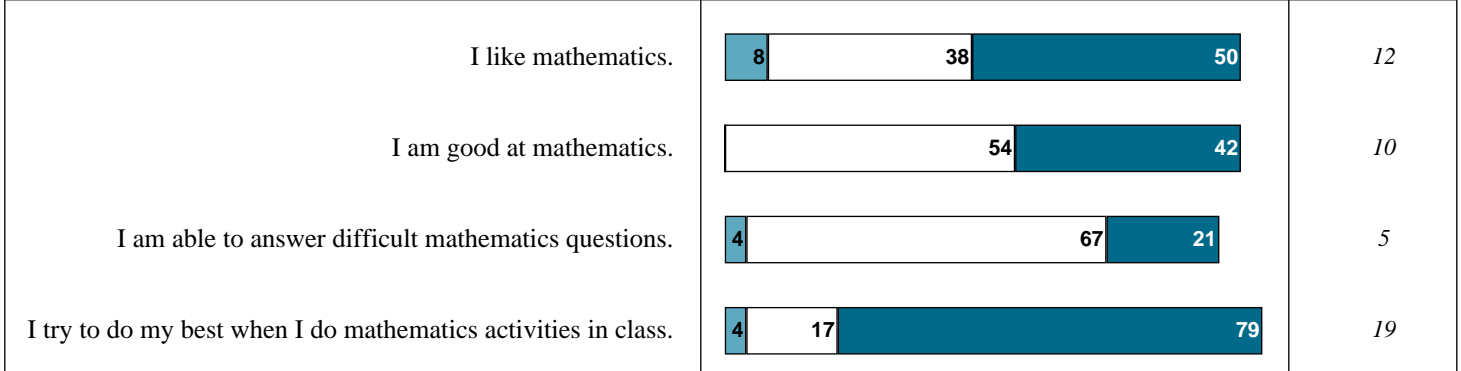 I like mathematics. 8 38 50 12
I am good at mathematics. 54 42 10
I am able to answer difficult mathematics questions. 4 67 21 5
I try to do my best when I do mathematics activities in class. 4 17 79 19